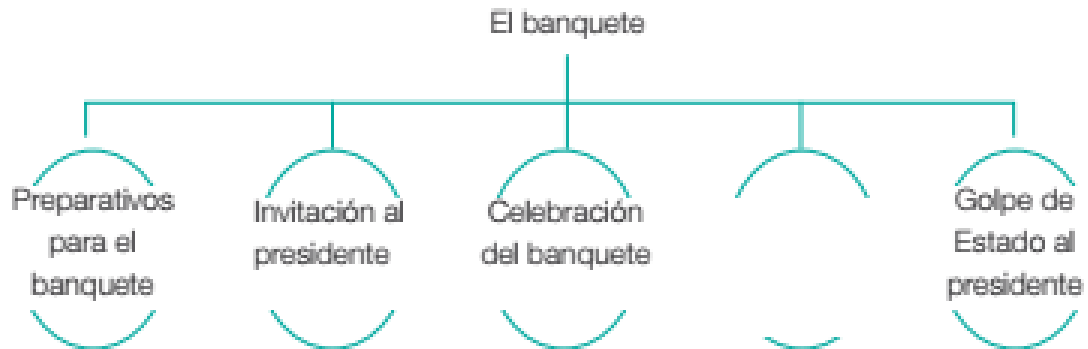 El banquete
Preparativos
para el
banquete
Invitación al
presidente
Celebración
del banquete
Golpe de
Estado al
presidente